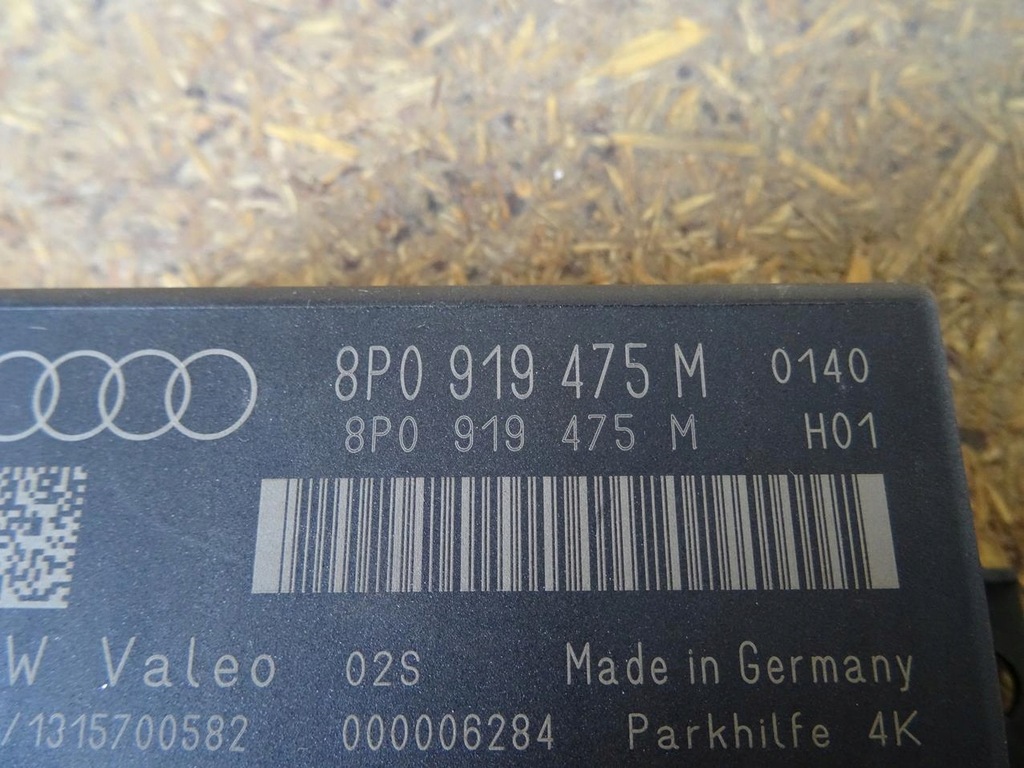 8P0 919 475 M 0140
8P0 919 475 M H01
W Valeo 02S Made in Germany
/1315700582 000006284 Parkhilfe 4K